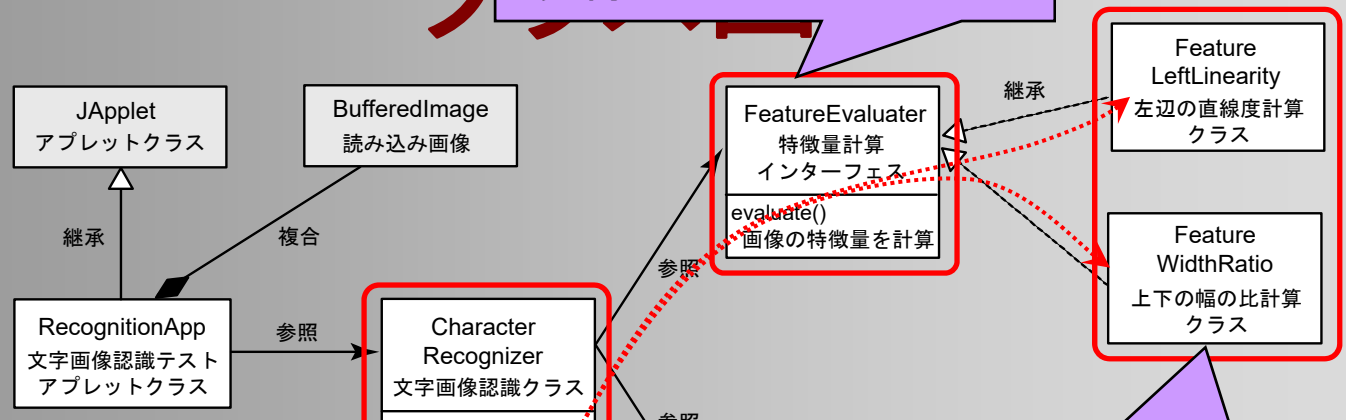 JApplet
アプレットクラス
BufferedImage
読み込み画像
FeatureEvaluater
特徴量計算
インターフェス
evaluate()
画像の特徴量を計算
継承
Feature
LeftLinearity
左辺の直線度計算
クラス
継承
複合
参照
Feature
WidthRatio
上下の幅の比計算
クラス
RecognitionApp
文字画像認識テスト
アプレットクラス
参照
Character
Recognizer
文字画像認識クラス